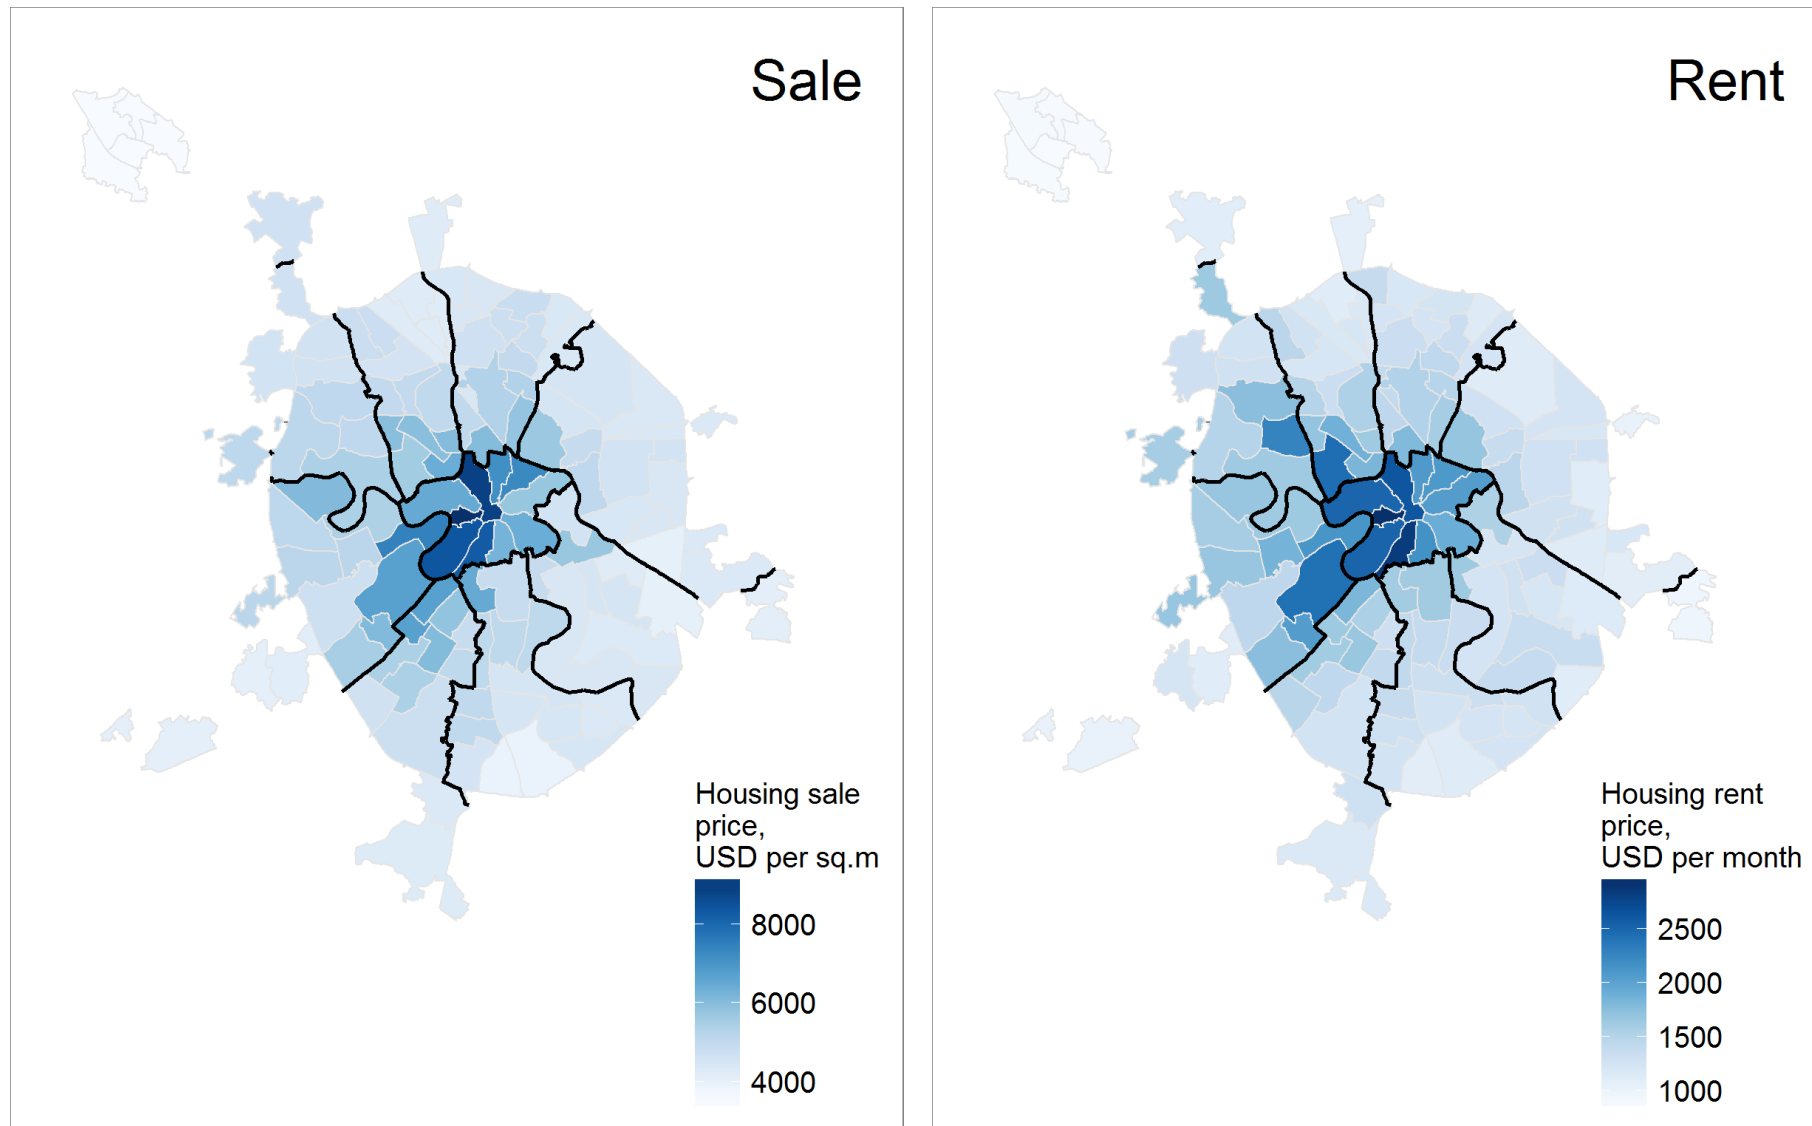 Sale
Housing sale
price,
USD per sq.m
8000
6000
4000
Rent
Housing rent
price,
USD per month
2500
2000
1500
1000